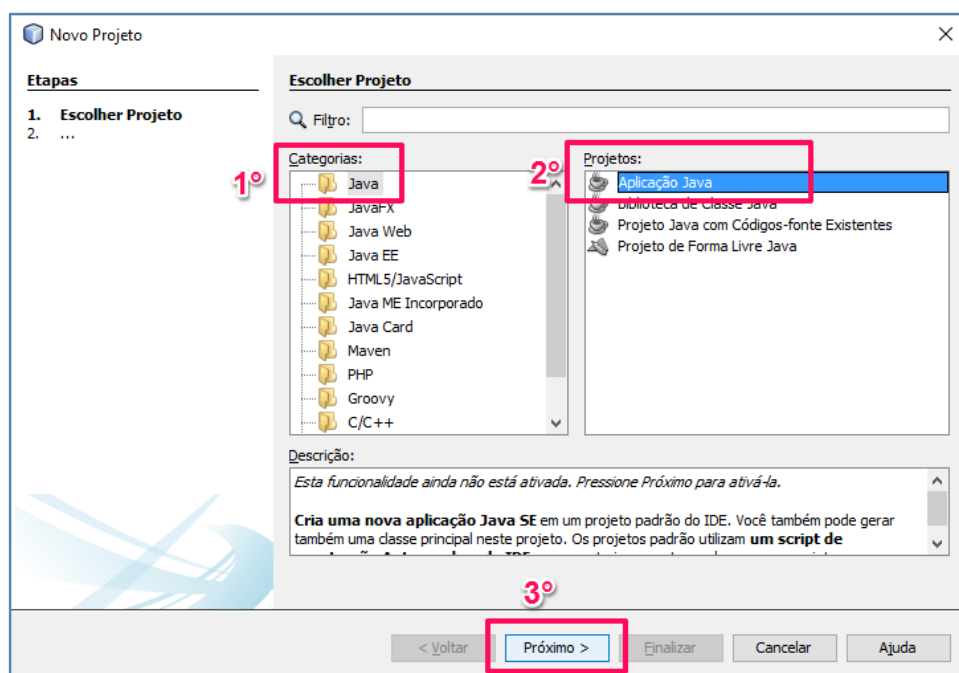 Novo Projeto
Etapas
1. Escolher Projeto
2. ...
Escolher Projeto
Filtro:
1º
Categorias:
Java
JavaFX
Java Web
Java EE
HTML5/JavaScript
Java ME Incorporado
Java Card
Maven
PHP
Groovy
C/C++
2º
Projetos:
Aplicação Java
Biblioteca de Classe Java
Projeto Java com Códigos-fonte Existentes
Projeto de Forma Livre Java
Descrição:
Esta funcionalidade ainda não está ativada. Pressione Próximo para ativá-la.
Cria uma nova aplicação Java SE em um projeto padrão do IDE. Você também pode gerar
também uma classe principal neste projeto. Os projetos padrão utilizam um script de
3º
< Voltar
Próximo >
Finalizar
Cancelar
Ajuda